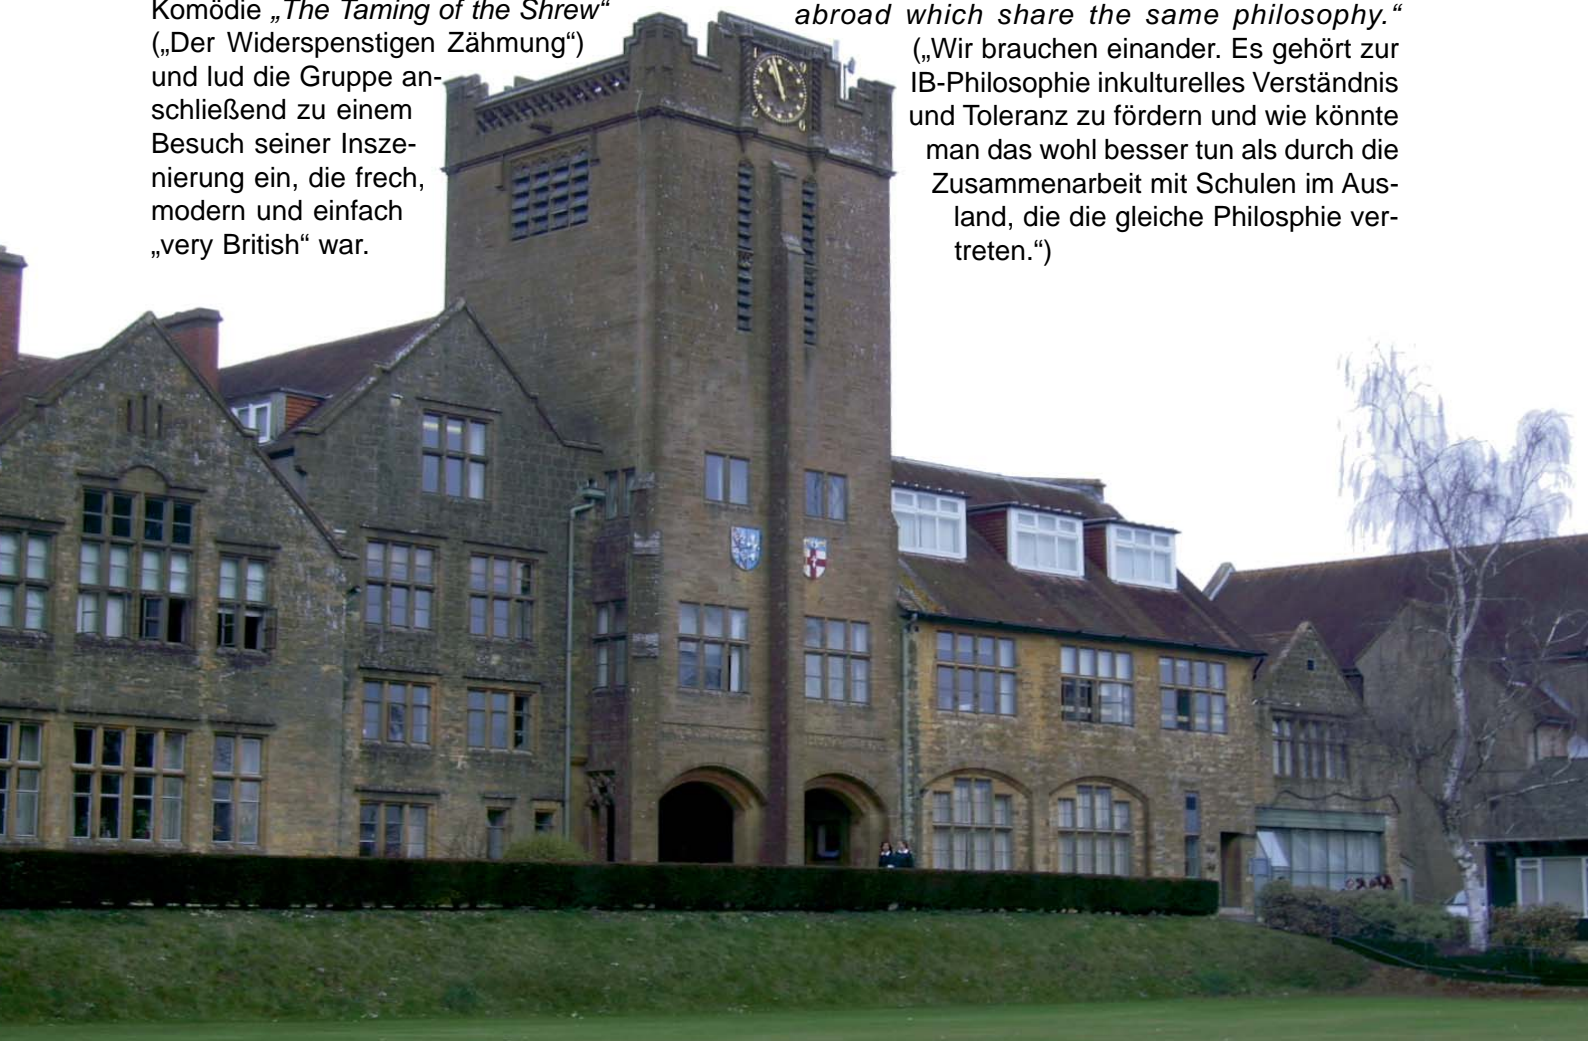 Komödie „The Taming of the Shrew“
(„Der Widerspenstigen Zähmung“)
und lud die Gruppe an-
schließend zu einem
Besuch seiner Insze-
nierung ein, die frech,
modern und einfach
„very British“ war.
abroad which share the same philosophy.“
(„Wir brauchen einander. Es gehört zur
IB-Philosophie inkulturelles Verständnis
und Toleranz zu fördern und wie könnte
man das wohl besser tun als durch die
Zusammenarbeit mit Schulen im Aus-
land, die die gleiche Philosphie ver-
treten.“)